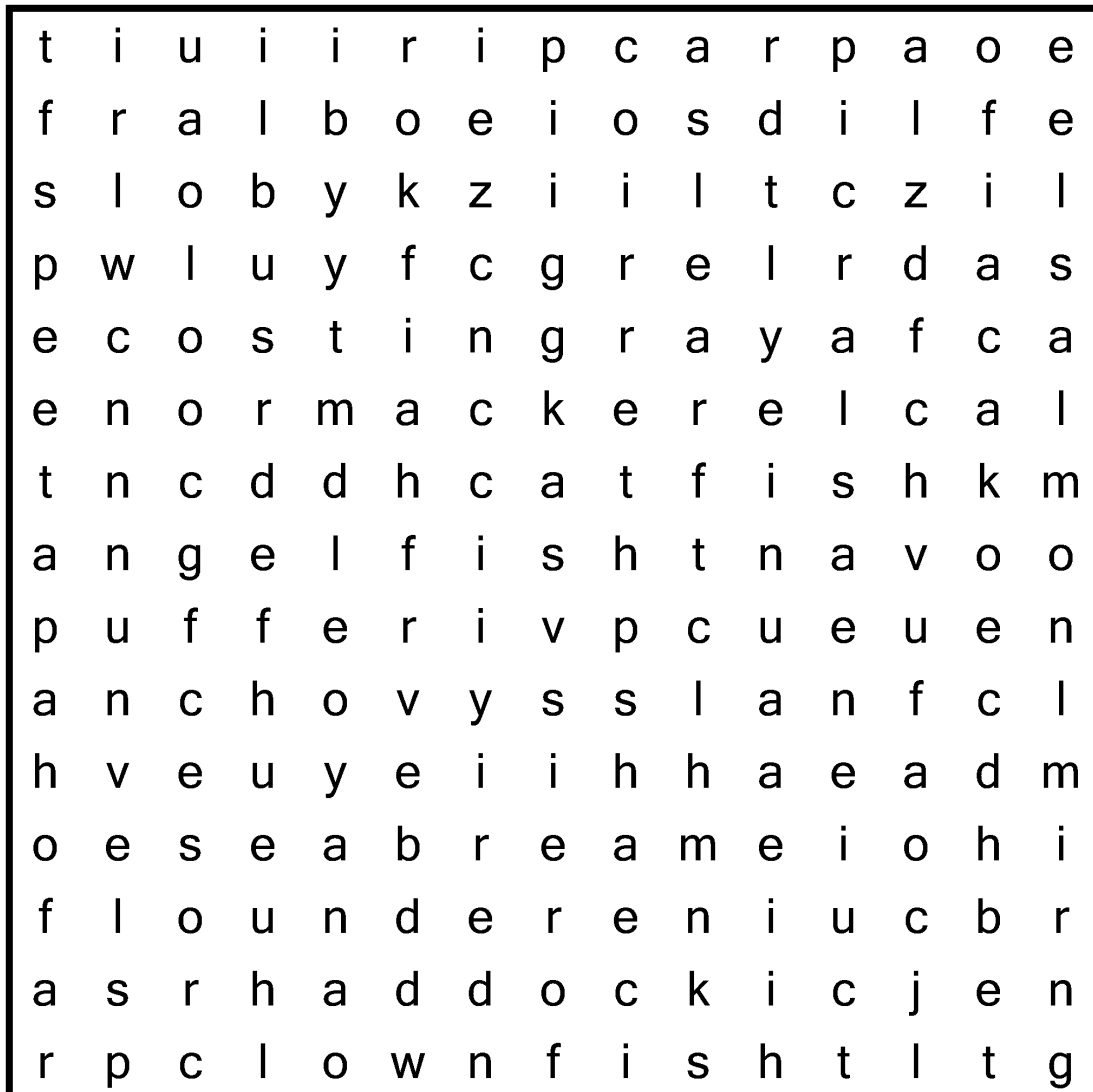 t i u i i r i p c a r p a o e
f r a l b o e i o s d i l f e
s l o b y k z i i l t c z i l
p w l u y f c g r e l r d a s
e c o s t i n g r a y a f c a
e n o r m a c k e r e l c a l
t n c d d h c a t f i s h k m
a n g e l f i s h t n a v o o
p u f f e r i v p c u e u e n
a n c h o v y s s l a n f c l
h v e u y e i i h h a e a d m
o e s e a b r e a m e i o h i
f l o u n d e r e n i u c b r
a s r h a d d o c k i c j e n
r p c l o w n f i s h t l t g